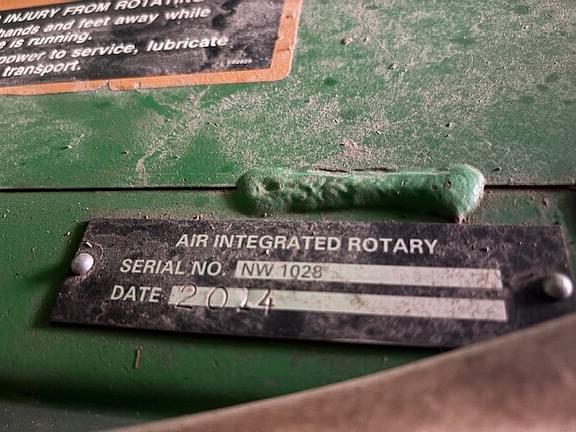 INJURY FROM ROTATIN
hands and feet away while
e is running.
power to service, lubricate
transport.
AIR INTEGRATED ROTARY
SERIAL NO. NW 1028
DATE 2014